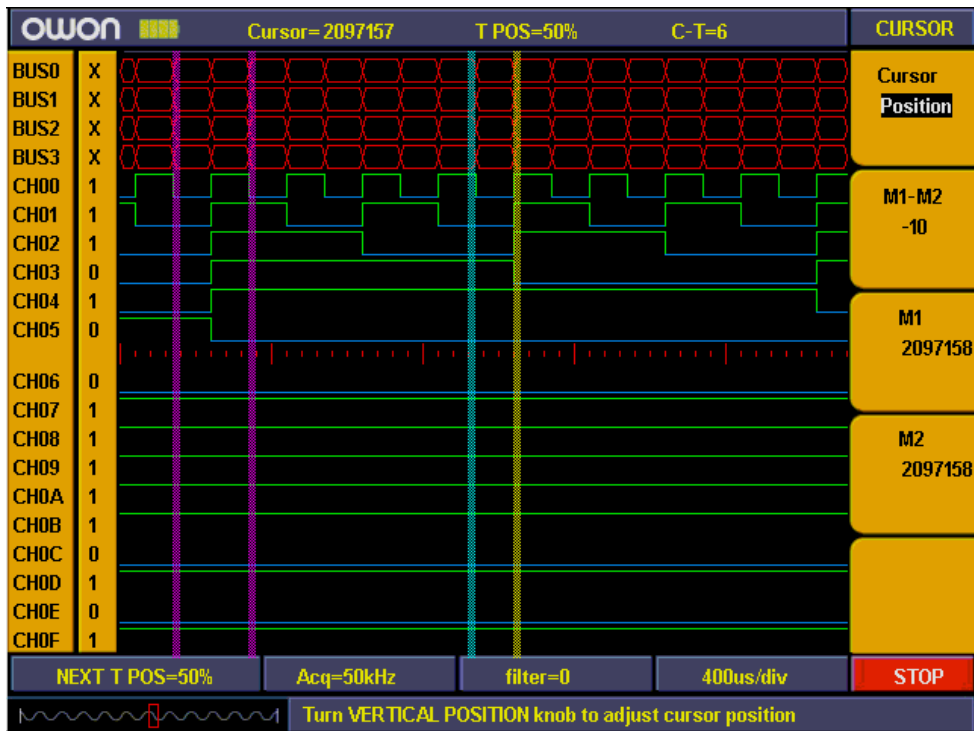 owon Cursor=2097157 T POS=50% C-T=6 CURSOR
BUS0 X
BUS1 X
BUS2 X
BUS3 X
CH00 1
CH01 1
CH02 1
CH03 0
CH04 1
CH05 0
CH06 0
CH07 1
CH08 1
CH09 1
CH0A 1
CH0B 1
CH0C 0
CH0D 1
CH0E 0
CH0F 1
Cursor
Position
M1-M2
-10
M1
2097158
M2
2097158
NEXT T POS=50% Acq=50kHz filter=0 400us/div STOP
Turn VERTICAL POSITION knob to adjust cursor position